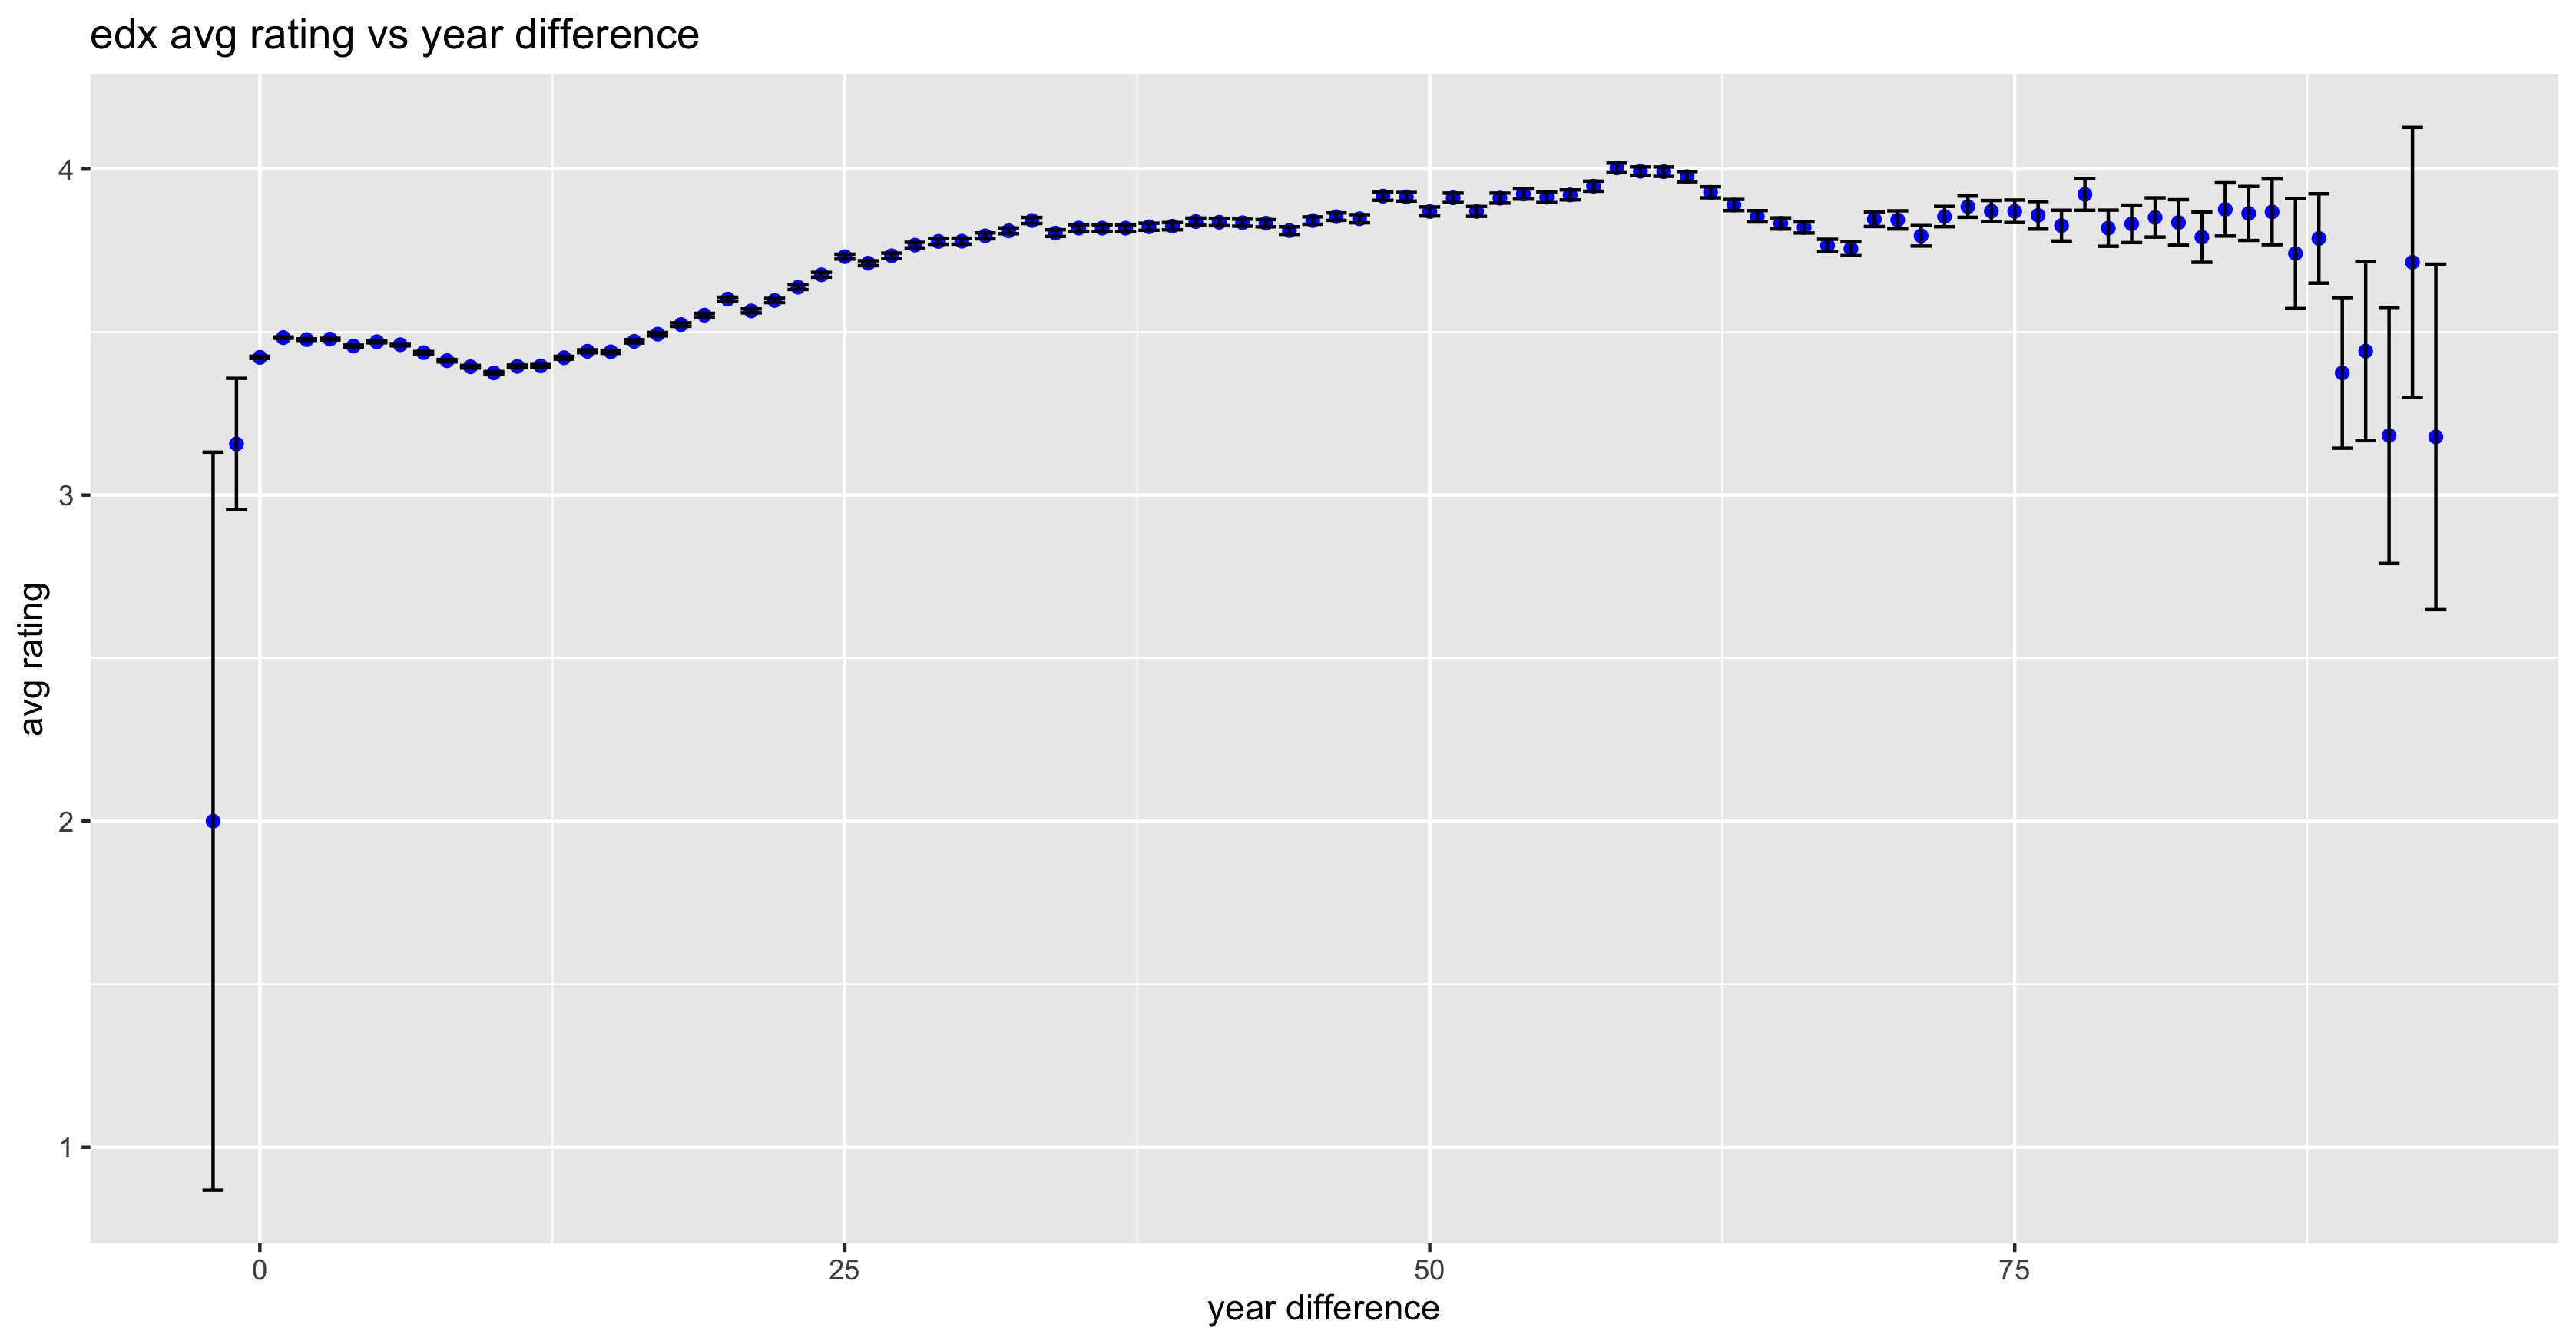 edx avg rating vs year difference
4
3
2
1
avg rating
0 25 50 75
year difference